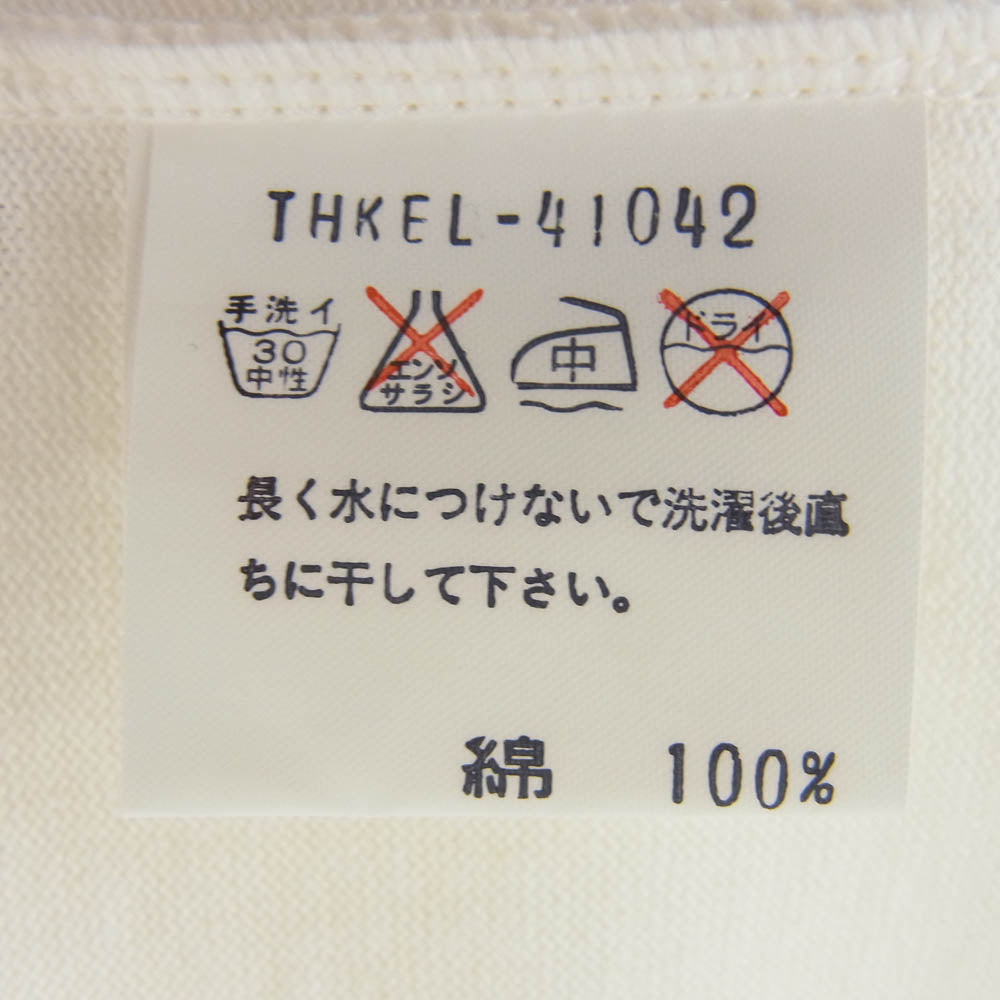 THKEL-41042
手洗イ
30
中性
エンソ
サラシ
中
ドライ
長く水につけないで洗濯後直
ちに干して下さい。
綿 100%